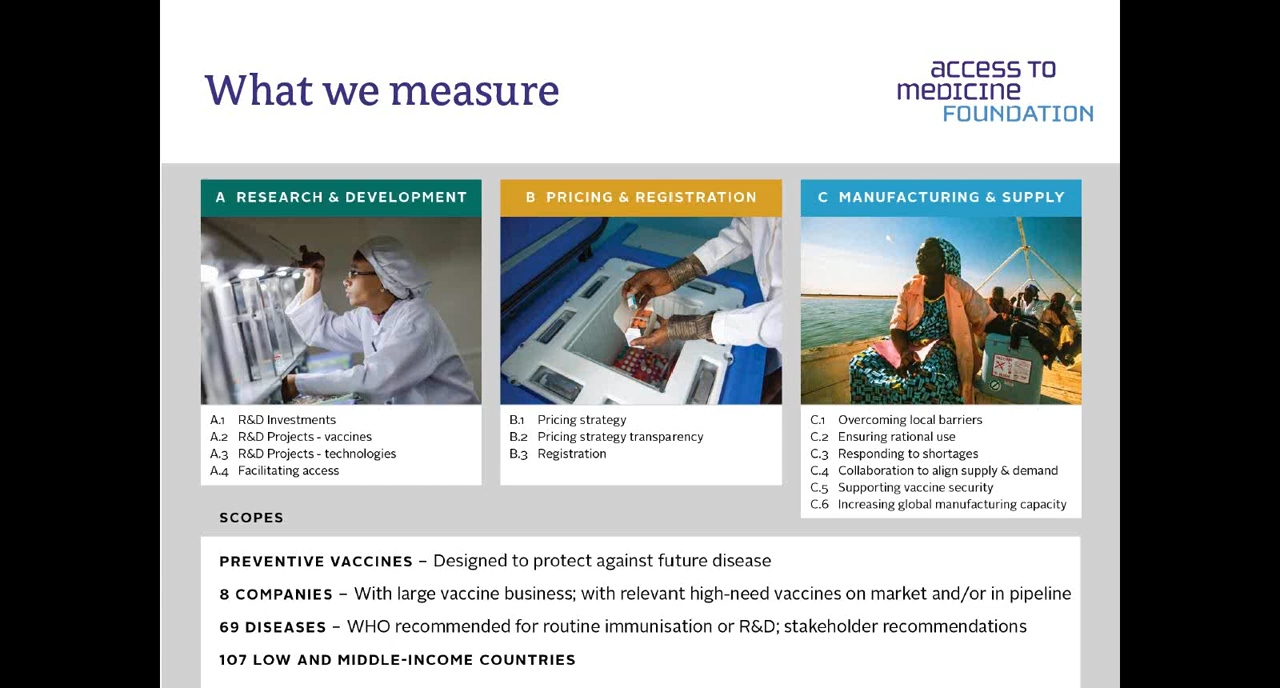 What we measure
access to
medicine
FOUNDATION
A RESEARCH & DEVELOPMENT
A.1 R&D Investments
A.2 R&D Projects - vaccines
A.3 R&D Projects - technologies
A.4 Facilitating access
B PRICING & REGISTRATION
B.1 Pricing strategy
B.2 Pricing strategy transparency
B.3 Registration
C MANUFACTURING & SUPPLY
C.1 Overcoming local barriers
C.2 Ensuring rational use
C.3 Responding to shortages
C.4 Collaboration to align supply & demand
C.5 Supporting vaccine security
C.6 Increasing global manufacturing capacity
SCOPES
PREVENTIVE VACCINES – Designed to protect against future disease
8 COMPANIES – With large vaccine business; with relevant high-need vaccines on market and/or in pipeline
69 DISEASES – WHO recommended for routine immunisation or R&D; stakeholder recommendations
107 LOW AND MIDDLE-INCOME COUNTRIES